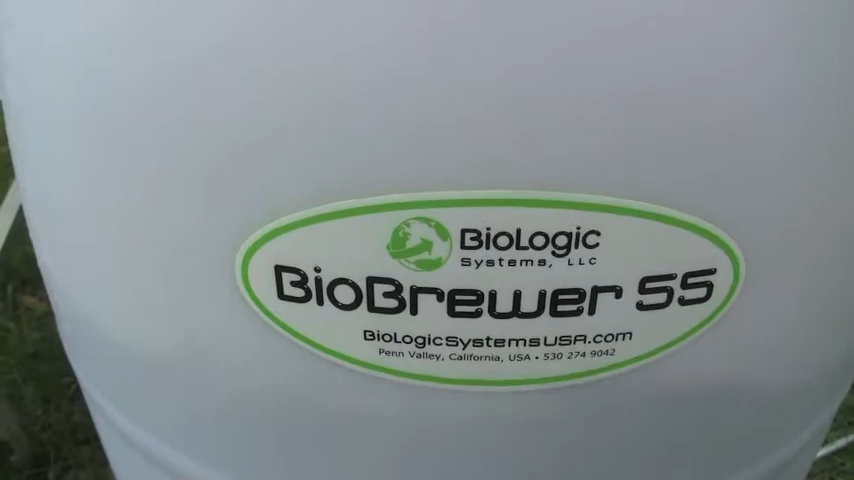 BioLogic
Systems, LLC
BioBrewer 55
BioLogicSystemsUSA.com
Penn Valley, California, USA • 530 274 9042